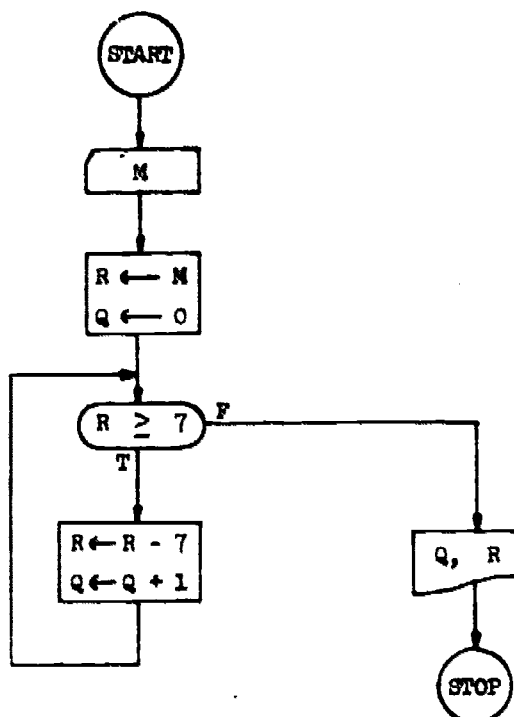 START
M
R ← M
Q ← 0
R ≥ 7
F
T
R ← R - 7
Q ← Q + 1
Q, R
STOP